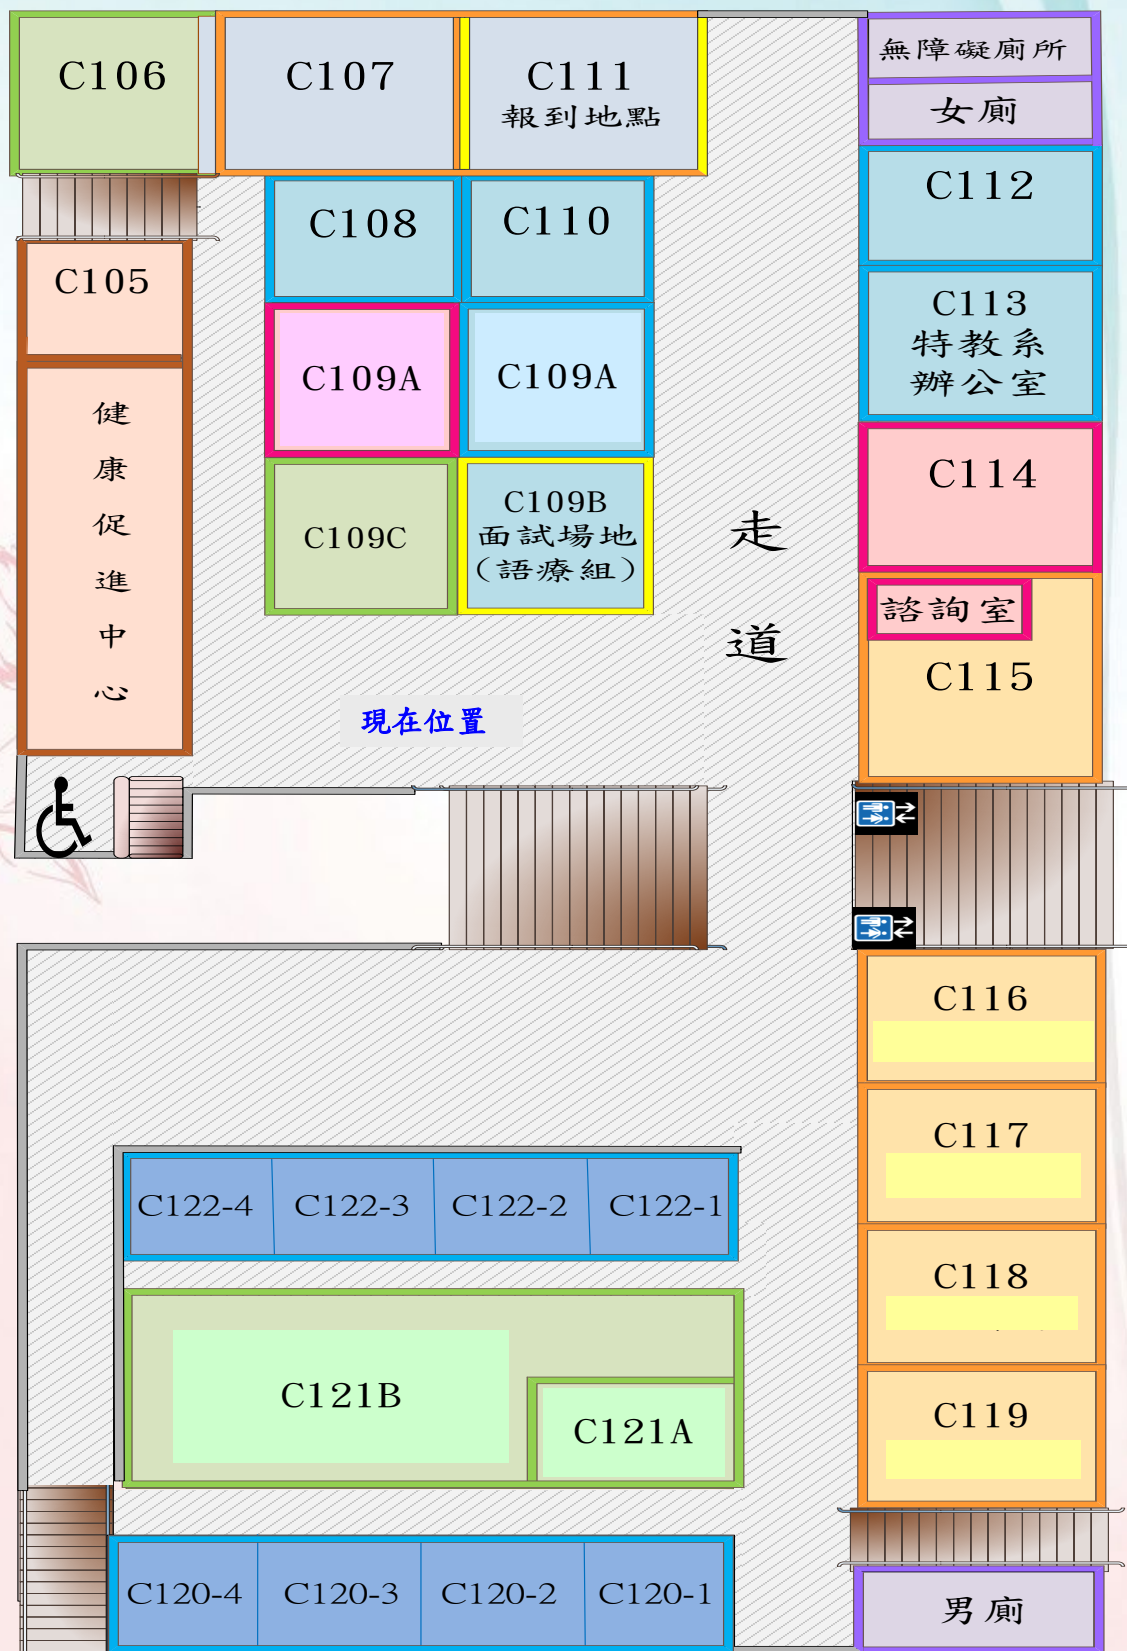 C106
C107
C111
報到地點
無障礙廁所
女廁
C108
C110
C112
C105
C109A
C109A
C113
特教系
辦公室
健康促進中心
C109C
C109B
面試場地
(語療組)
走道
C114
諮詢室
C115
現在位置
C116
C117
C122-4
C122-3
C122-2
C122-1
C118
C121B
C121A
C119
C120-4
C120-3
C120-2
C120-1
男廁